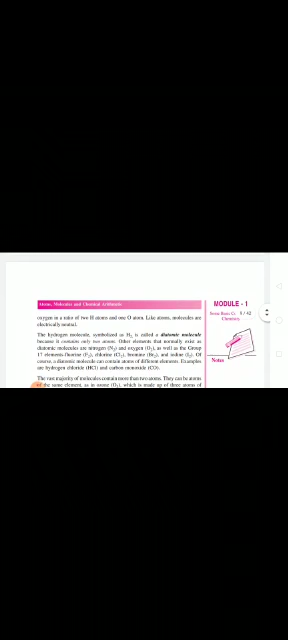 Atoms, Molecules and Chemical Arithmetic
MODULE - 1
oxygen in a ratio of two H atoms and one O atom. Like atoms, molecules are
electrically neutral.
The hydrogen molecule, symbolized as H₂ is called a diatomic molecule
because it contains only two atoms. Other elements that normally exist as
diatomic molecules are nitrogen (N₂) and oxygen (O₂), as well as the Group
17 elements-fluorine (F₂), chlorine (Cl₂), bromine (Br₂), and iodine (I₂). Of
course, a diatomic molecule can contain atoms of different elements. Examples
are hydrogen chloride (HCl) and carbon monoxide (CO).
The vast majority of molecules contain more than two atoms. They can be atoms
of the same element, as in ozone (O₃), which is made up of three atoms of
Some Basic Co
9 / 42
Chemistry
Notes